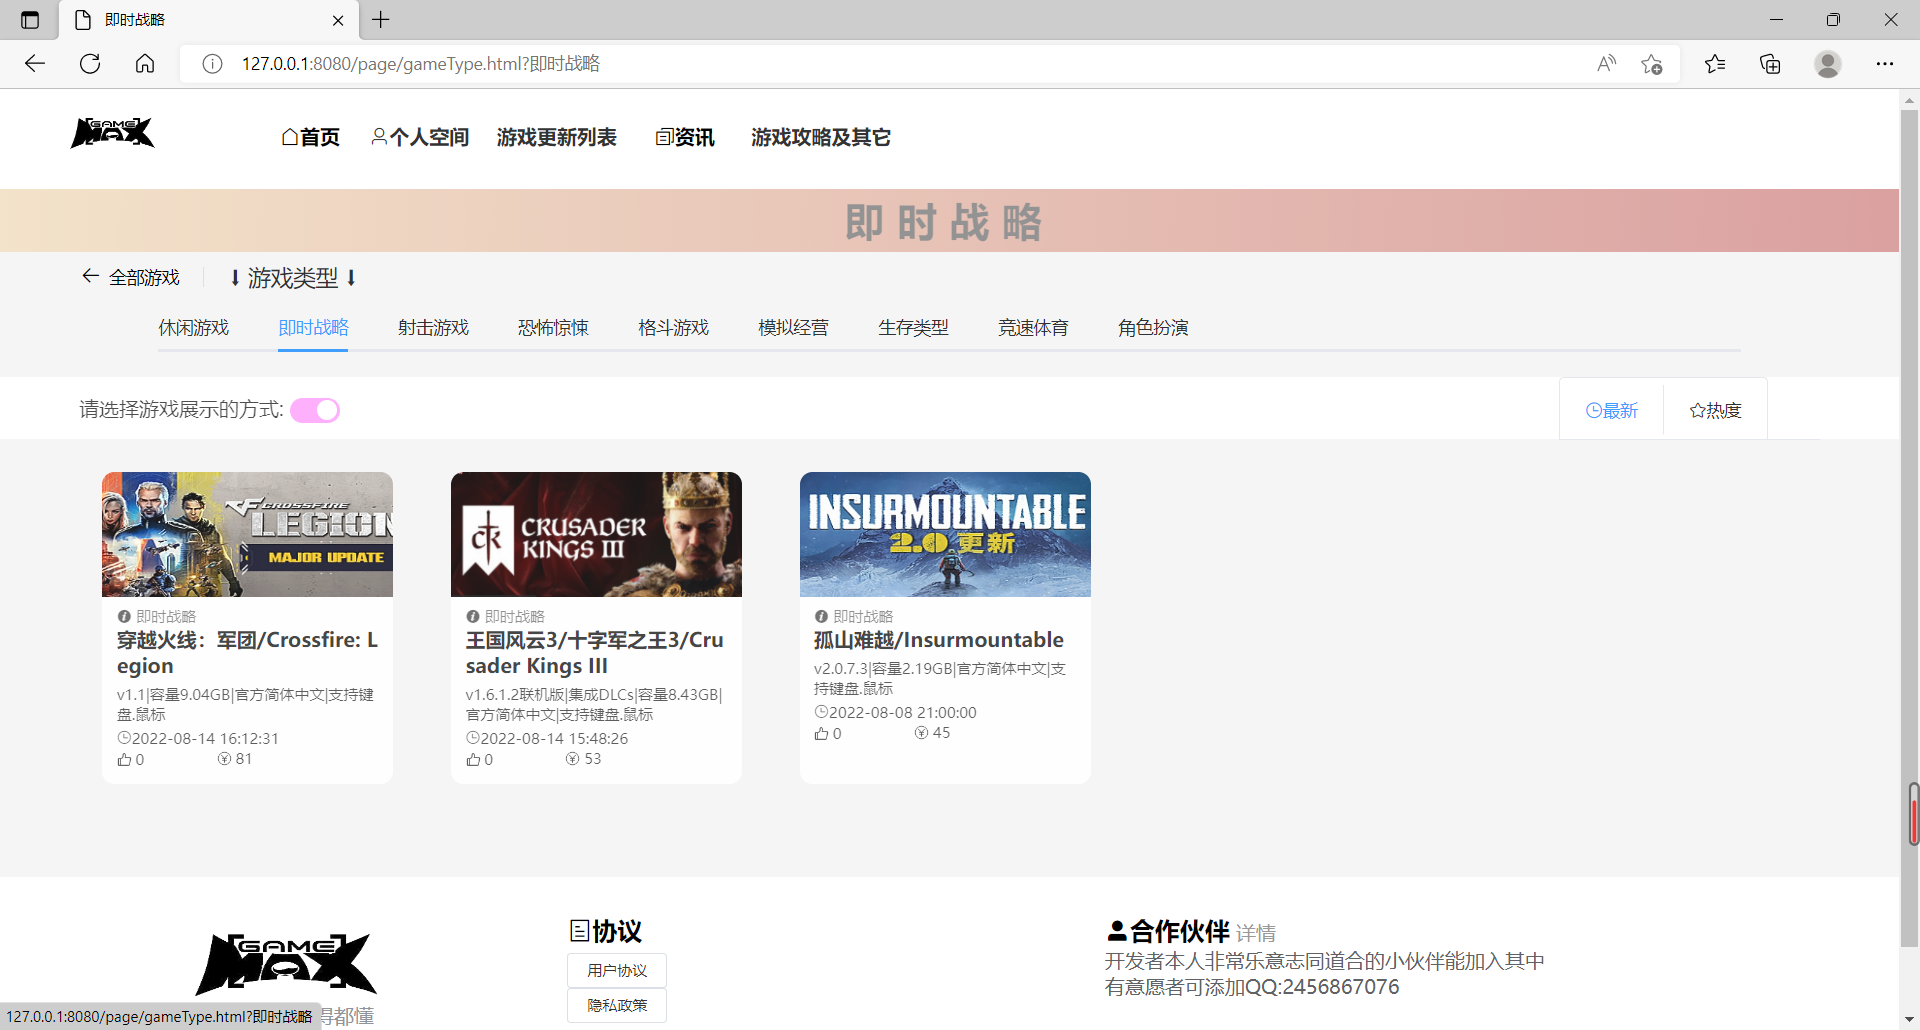 即时战略
127.0.0.1:8080/page/gameType.html?即时战略
GAME MAX
首页 个人空间 游戏更新列表 资讯 游戏攻略及其它
即时战略
全部游戏 游戏类型
休闲游戏 即时战略 射击游戏 恐怖惊悚 格斗游戏 模拟经营 生存类型 竞速体育 角色扮演
请选择游戏展示的方式: 最新 热度
CROSSFIRE
LEGION
MAJOR UPDATE
即时战略
穿越火线：军团/Crossfire: L
egion
v1.1|容量9.04GB|官方简体中文|支持键
盘.鼠标
2022-08-14 16:12:31
0 81
CK
CRUSADER
KINGS III
即时战略
王国风云3/十字军之王3/Cru
sader Kings III
v1.6.1.2联机版|集成DLCs|容量8.43GB|
官方简体中文|支持键盘.鼠标
2022-08-14 15:48:26
0 53
INSURMOUNTABLE
2.0 更新
即时战略
孤山难越/Insurmountable
v2.0.7.3|容量2.19GB|官方简体中文|支
持键盘.鼠标
2022-08-08 21:00:00
0 45
GAME MAX
得都懂
协议
用户协议
隐私政策
合作伙伴 详情
开发者本人非常乐意志同道合的小伙伴能加入其中
有意愿者可添加QQ:2456867076
127.0.0.1:8080/page/gameType.html?即时战略